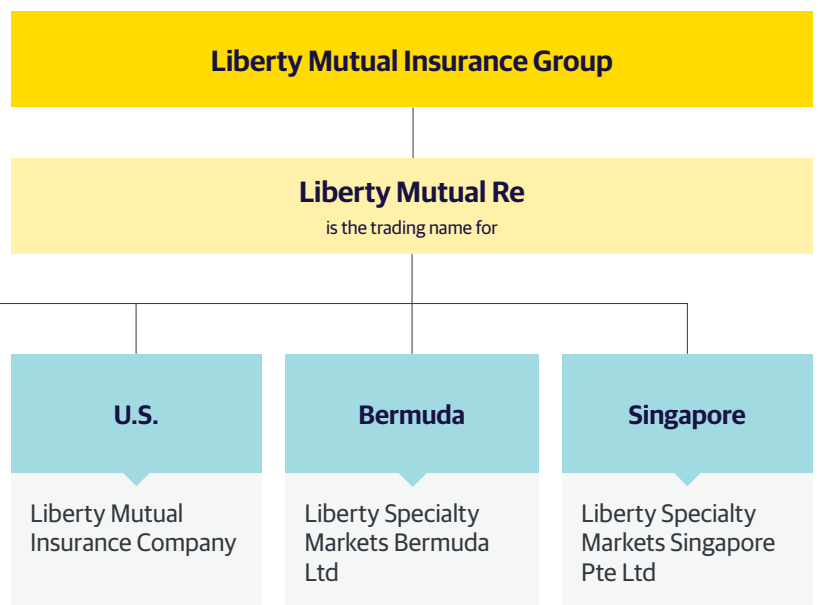 Liberty Mutual Insurance Group
Liberty Mutual Re
is the trading name for
U.S.
Liberty Mutual
Insurance Company
Bermuda
Liberty Specialty
Markets Bermuda
Ltd
Singapore
Liberty Specialty
Markets Singapore
Pte Ltd